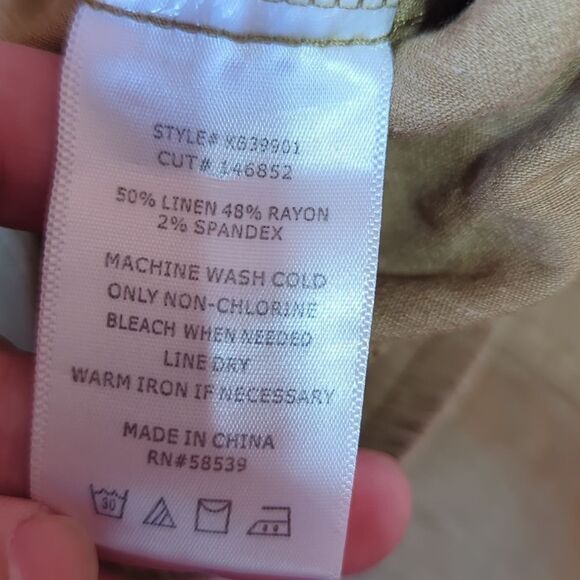 STYLE# K639901
CUT# 146852
50% LINEN 48% RAYON
2% SPANDEX
MACHINE WASH COLD
ONLY NON-CHLORINE
BLEACH WHEN NEEDED
LINE DRY
WARM IRON IF NECESSARY
MADE IN CHINA
RN#58539
30